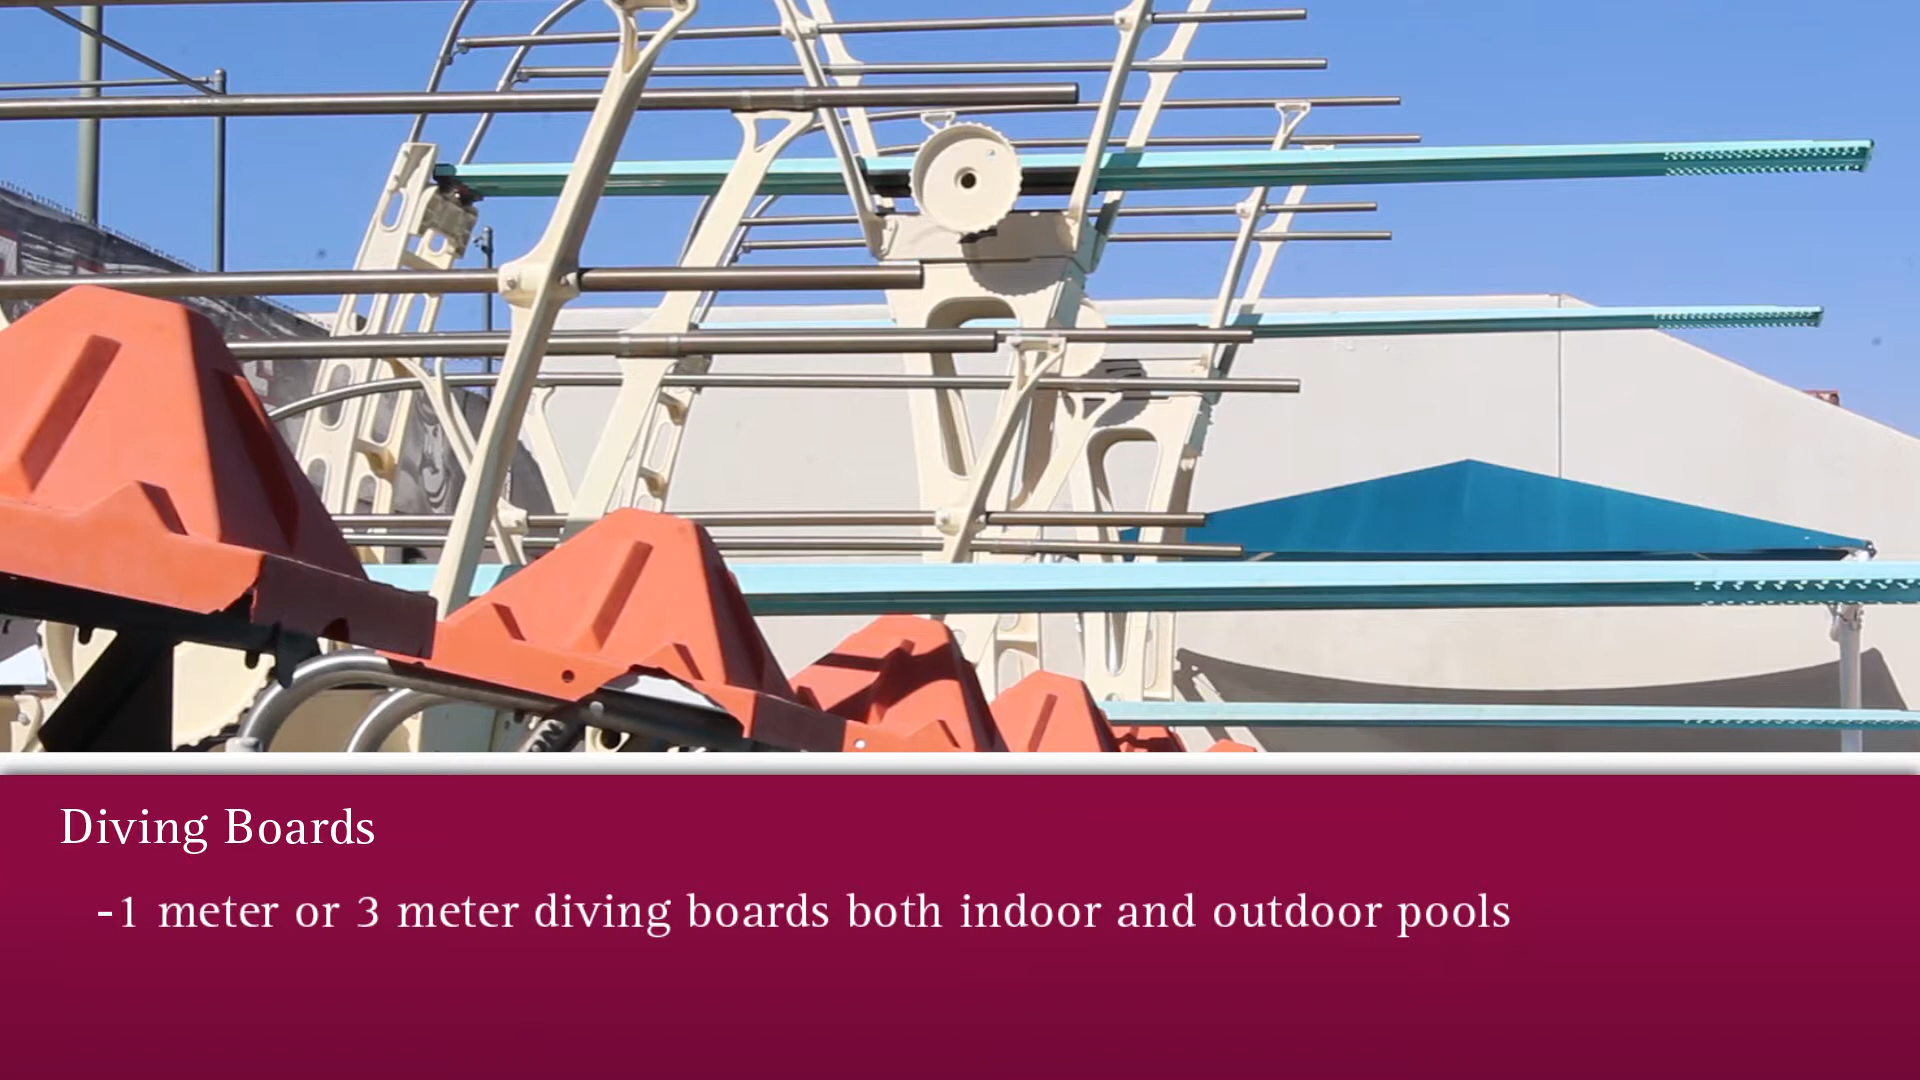 Diving Boards
-1 meter or 3 meter diving boards both indoor and outdoor pools